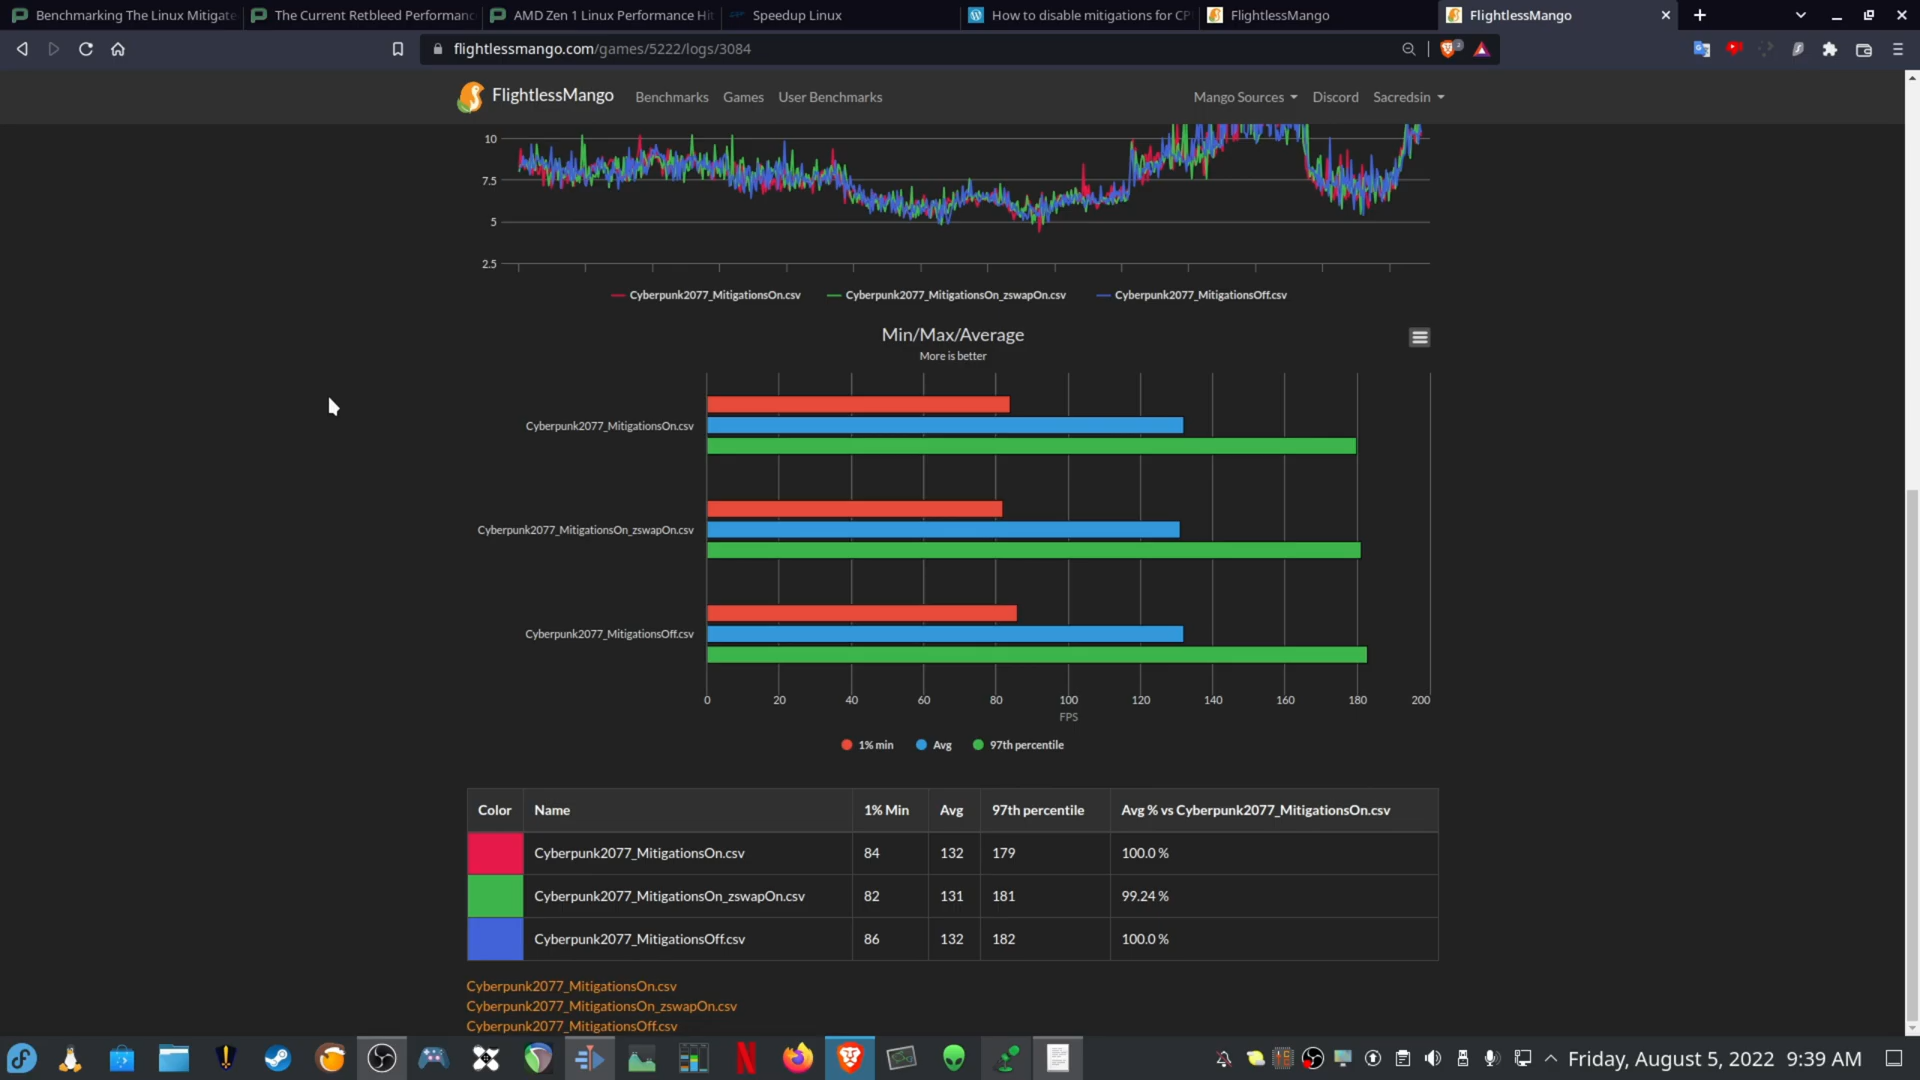 Benchmarking The Linux Mitigate
The Current Retbleed Performanc
AMD Zen 1 Linux Performance Hit
Speedup Linux
How to disable mitigations for CP
FlightlessMango
FlightlessMango
flightlessmango.com/games/5222/logs/3084
2
FlightlessMango
Benchmarks
Games
User Benchmarks
Mango Sources
Discord
Sacredsin
10
7.5
5
2.5
Cyberpunk2077_MitigationsOn.csv
Cyberpunk2077_MitigationsOn_zswapOn.csv
Cyberpunk2077_MitigationsOff.csv
Min/Max/Average
More is better
Cyberpunk2077_MitigationsOn.csv
Cyberpunk2077_MitigationsOn_zswapOn.csv
Cyberpunk2077_MitigationsOff.csv
0 20 40 60 80 100 120 140 160 180 200
FPS
1% min Avg 97th percentile
Color Name 1% Min Avg 97th percentile Avg % vs Cyberpunk2077_MitigationsOn.csv
Cyberpunk2077_MitigationsOn.csv 84 132 179 100.0 %
Cyberpunk2077_MitigationsOn_zswapOn.csv 82 131 181 99.24 %
Cyberpunk2077_MitigationsOff.csv 86 132 182 100.0 %
Cyberpunk2077_MitigationsOn.csv
Cyberpunk2077_MitigationsOn_zswapOn.csv
Cyberpunk2077_MitigationsOff.csv
Friday, August 5, 2022 9:39 AM